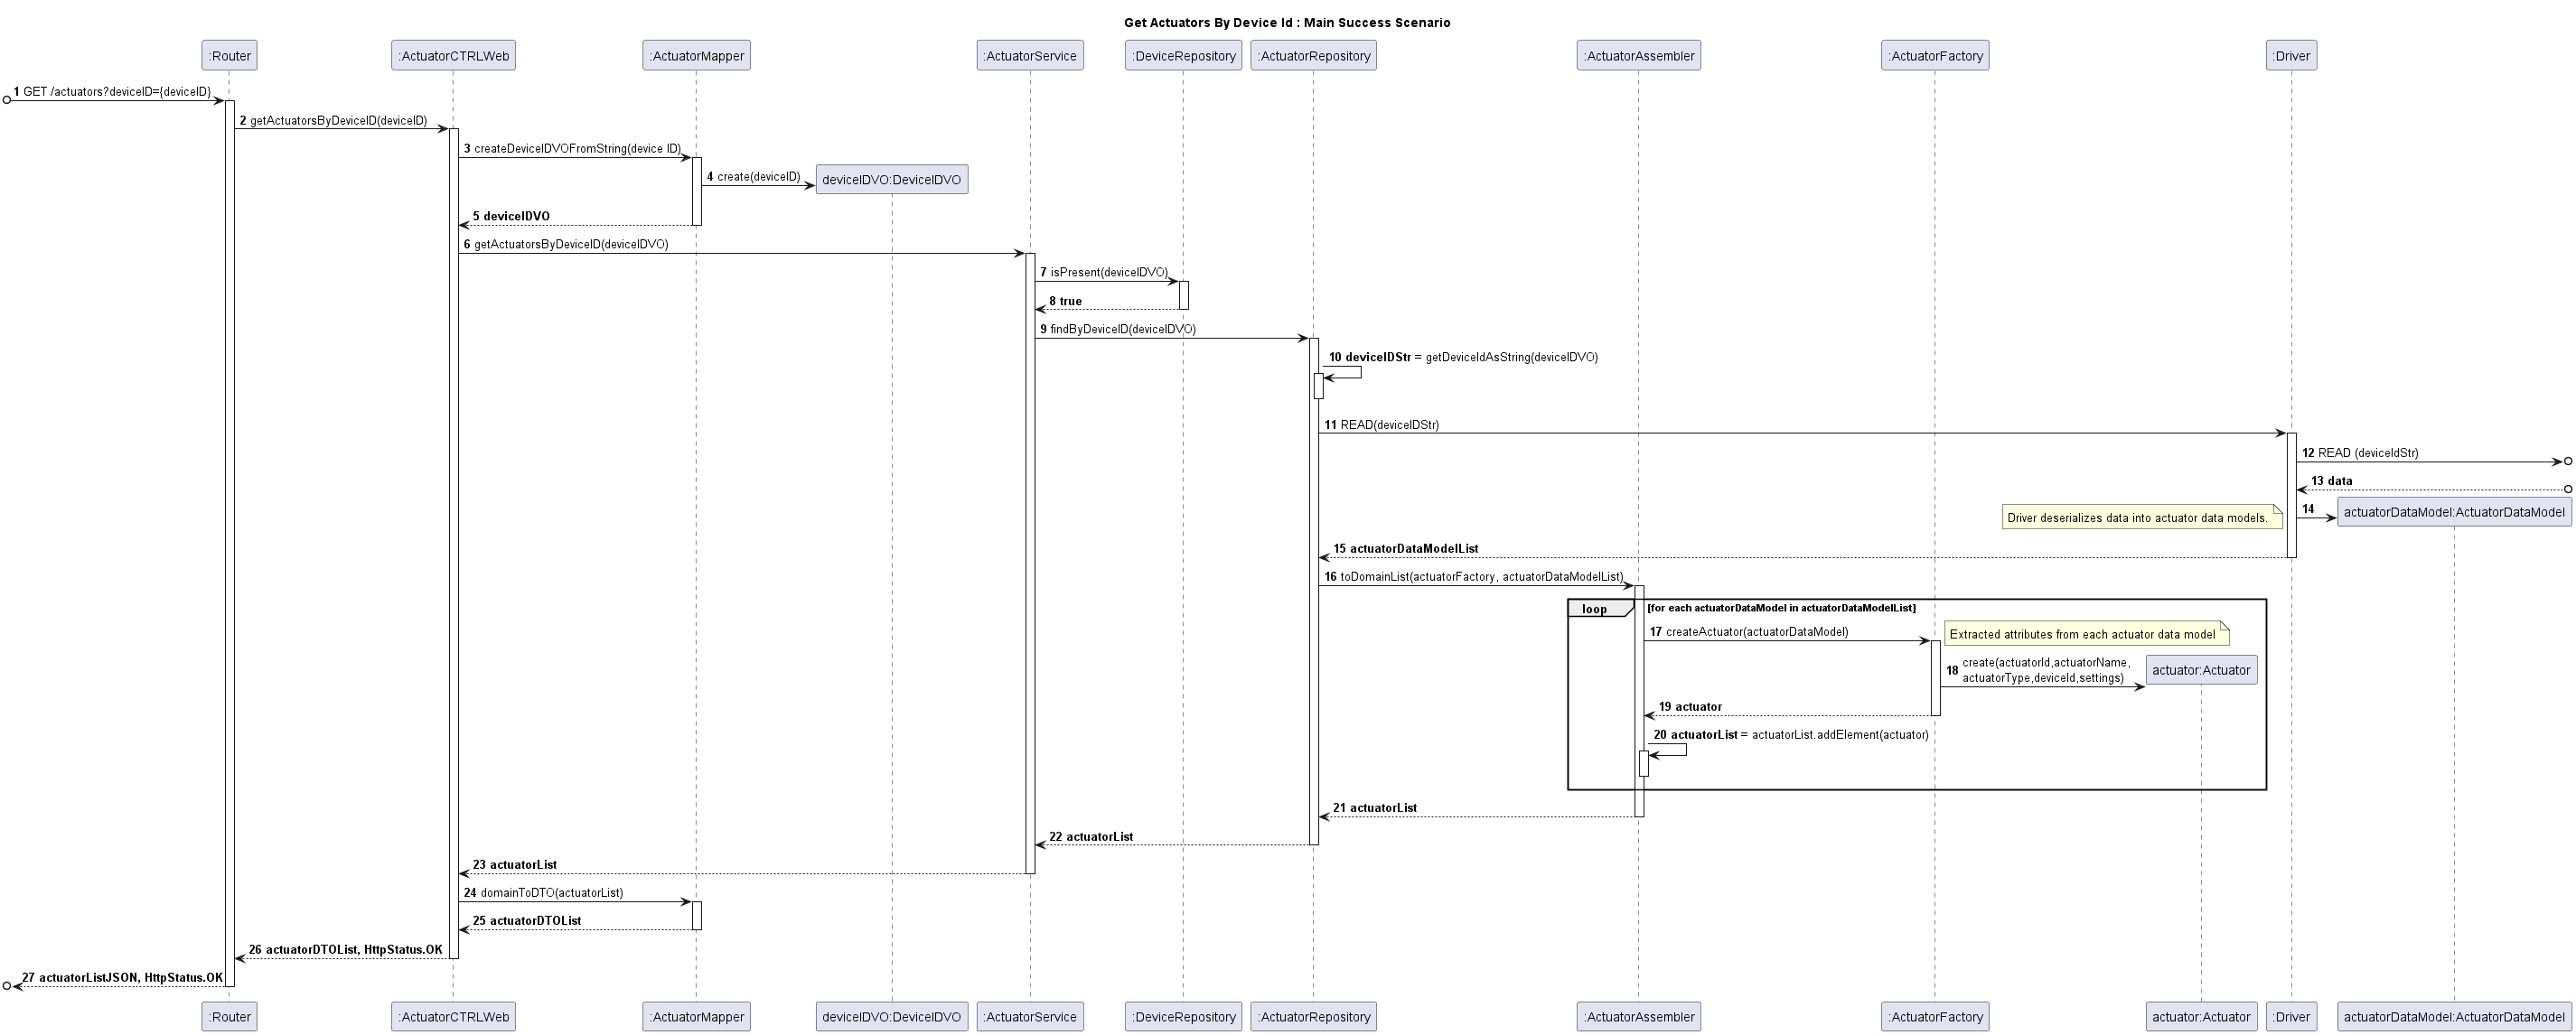 Get Actuators By Device Id : Main Success Scenario
:Router
:ActuatorCTRLWeb
:ActuatorMapper
:ActuatorService
:DeviceRepository
:ActuatorRepository
:ActuatorAssembler
:ActuatorFactory
:Driver
1 GET /actuators?deviceID={deviceID}
2 getActuatorsByDeviceID(deviceID)
3 createDeviceIDVOFromString(device ID)
4 create(deviceID)
deviceIDVO:DeviceIDVO
5 deviceIDVO
6 getActuatorsByDeviceID(deviceIDVO)
7 isPresent(deviceIDVO)
8 true
9 findByDeviceID(deviceIDVO)
10 deviceIDStr = getDeviceIdAsString(deviceIDVO)
11 READ(deviceIDStr)
12 READ (deviceIdStr)
13 data
Driver deserializes data into actuator data models.
14
actuatorDataModel:ActuatorDataModel
15 actuatorDataModelList
16 toDomainList(actuatorFactory, actuatorDataModelList)
loop [for each actuatorDataModel in actuatorDataModelList]
17 createActuator(actuatorDataModel)
Extracted attributes from each actuator data model
18 create(actuatorId,actuatorName,
actuatorType,deviceId,settings)
actuator:Actuator
19 actuator
20 actuatorList = actuatorList.addElement(actuator)
21 actuatorList
22 actuatorList
23 actuatorList
24 domainToDTO(actuatorList)
25 actuatorDTOList
26 actuatorDTOList, HttpStatus.OK
27 actuatorListJSON, HttpStatus.OK
:Router
:ActuatorCTRLWeb
:ActuatorMapper
deviceIDVO:DeviceIDVO
:ActuatorService
:DeviceRepository
:ActuatorRepository
:ActuatorAssembler
:ActuatorFactory
actuator:Actuator
:Driver
actuatorDataModel:ActuatorDataModel